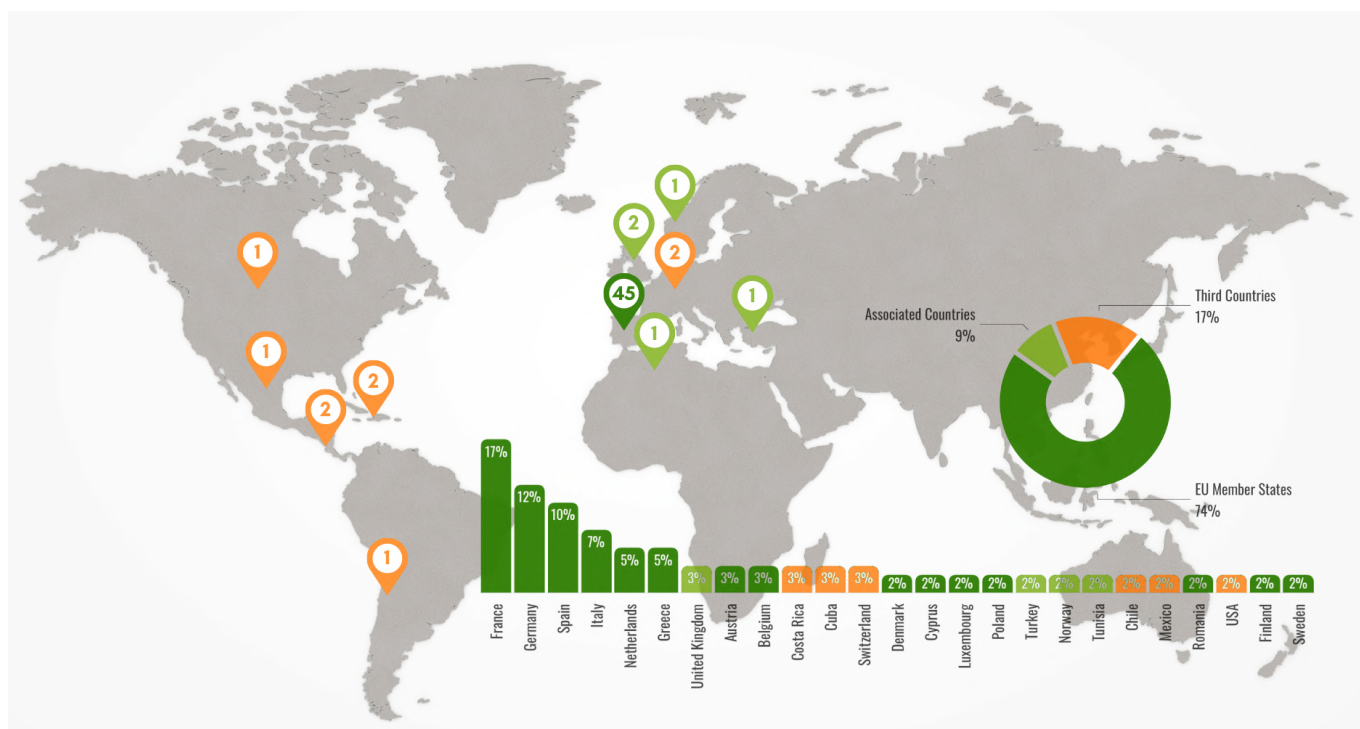 1
2
1
2
45
1
1
1
2
2
1
Third Countries
17%
Associated Countries
9%
EU Member States
74%
17%
12%
10%
7%
5%
5%
3%
3%
3%
3%
3%
3%
2%
2%
2%
2%
2%
2%
2%
2%
2%
2%
2%
2%
2%
France
Germany
Spain
Italy
Netherlands
Greece
United Kingdom
Austria
Belgium
Costa Rica
Cuba
Switzerland
Denmark
Cyprus
Luxembourg
Poland
Turkey
Norway
Tunisia
Chile
Mexico
Romania
USA
Finland
Sweden